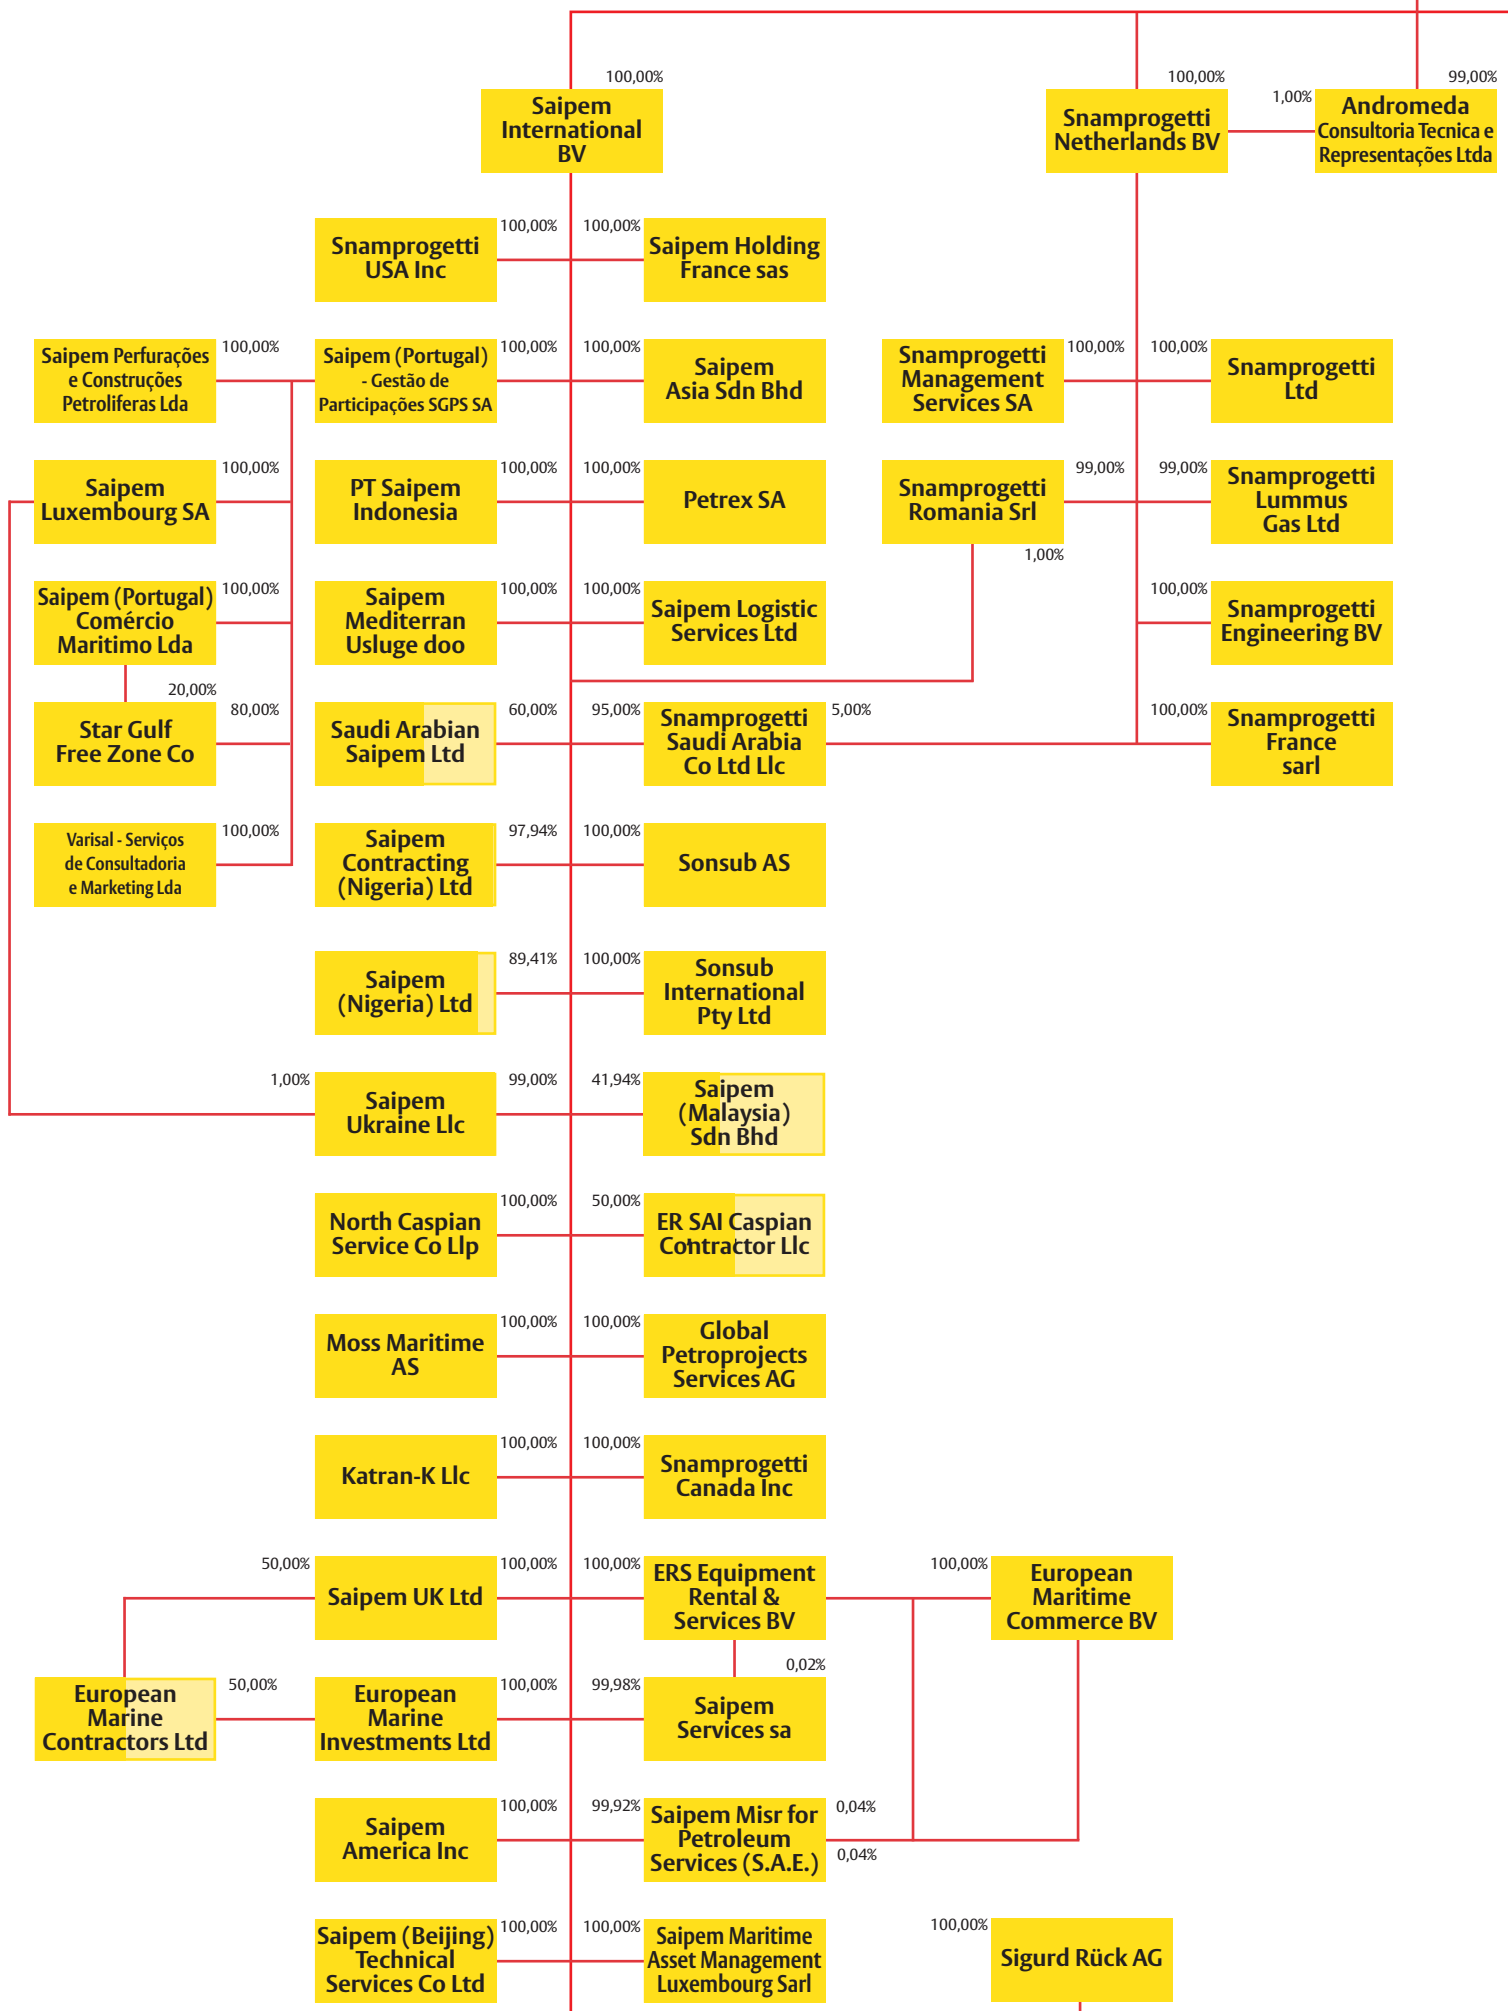 100,00%
Saipem
International
BV
100,00%
Snamprogetti
Netherlands BV
1,00%
99,00%
Andromeda
Consultoria Tecnica e
Representações Ltda
Snamprogetti
USA Inc
100,00%
100,00%
Saipem Holding
France sas
Saipem Perfurações
e Construções
Petroliferas Lda
100,00%
Saipem (Portugal)
- Gestão de
Participações SGPS SA
100,00%
100,00%
Saipem
Asia Sdn Bhd
Snamprogetti
Management
Services SA
100,00%
100,00%
Snamprogetti
Ltd
Saipem
Luxembourg SA
100,00%
PT Saipem
Indonesia
100,00%
100,00%
Petrex SA
Snamprogetti
Romania Srl
99,00%
1,00%
99,00%
Snamprogetti
Lummus
Gas Ltd
Saipem (Portugal)
Comércio
Maritimo Lda
100,00%
Saipem
Mediterran
Usluge doo
100,00%
100,00%
Saipem Logistic
Services Ltd
100,00%
Snamprogetti
Engineering BV
20,00%
Star Gulf
Free Zone Co
80,00%
Saudi Arabian
Saipem Ltd
60,00%
95,00%
Snamprogetti
Saudi Arabia
Co Ltd Llc
5,00%
100,00%
Snamprogetti
France
sarl
Varisal - Serviços
de Consultadoria
e Marketing Lda
100,00%
Saipem
Contracting
(Nigeria) Ltd
97,94%
100,00%
Sonsub AS
Saipem
(Nigeria) Ltd
89,41%
100,00%
Sonsub
International
Pty Ltd
1,00%
Saipem
Ukraine Llc
99,00%
41,94%
Saipem
(Malaysia)
Sdn Bhd
North Caspian
Service Co Llp
100,00%
50,00%
ER SAI Caspian
Contractor Llc
Moss Maritime
AS
100,00%
100,00%
Global
Petroprojects
Services AG
Katran-K Llc
100,00%
100,00%
Snamprogetti
Canada Inc
50,00%
Saipem UK Ltd
100,00%
100,00%
ERS Equipment
Rental &
Services BV
100,00%
European
Maritime
Commerce BV
European
Marine
Contractors Ltd
50,00%
European
Marine
Investments Ltd
100,00%
99,98%
0,02%
Saipem
Services sa
Saipem
America Inc
100,00%
99,92%
Saipem Misr for
Petroleum
Services (S.A.E.)
0,04%
0,04%
Saipem (Beijing)
Technical
Services Co Ltd
100,00%
100,00%
Saipem Maritime
Asset Management
Luxembourg Sarl
100,00%
Sigurd Rück AG